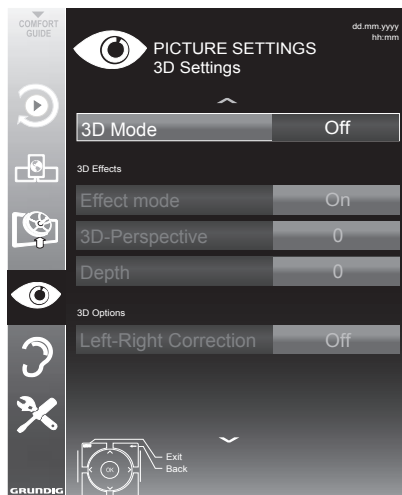 COMFORT
GUIDE
dd.mm.yyyy
hh:mm
PICTURE SETTINGS
3D Settings
3D Mode Off
3D Effects
Effect mode On
3D-Perspective 0
Depth 0
3D Options
Left-Right Correction Off
Exit
Back
OK
GRUNDIG